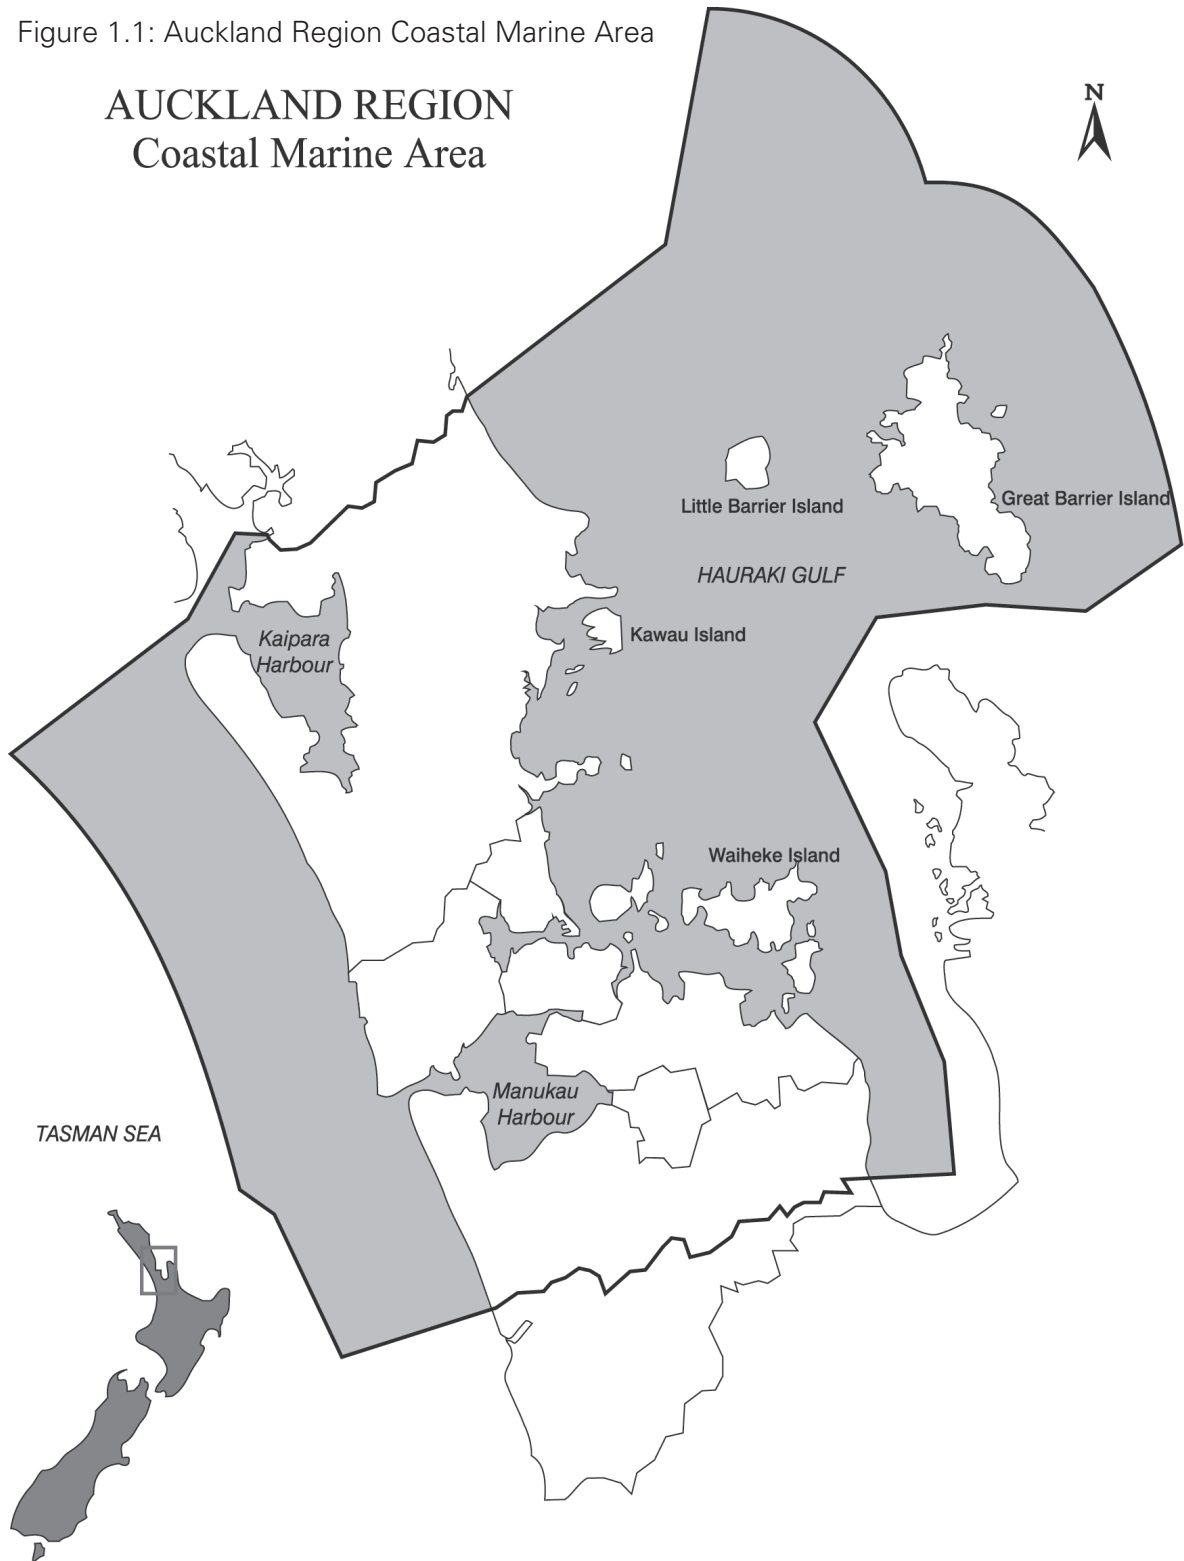 Figure 1.1: Auckland Region Coastal Marine Area
AUCKLAND REGION
Coastal Marine Area
N
Little Barrier Island
Great Barrier Island
HAURAKI GULF
Kaipara
Harbour
Kawau Island
Waiheke Island
Manukau
Harbour
TASMAN SEA